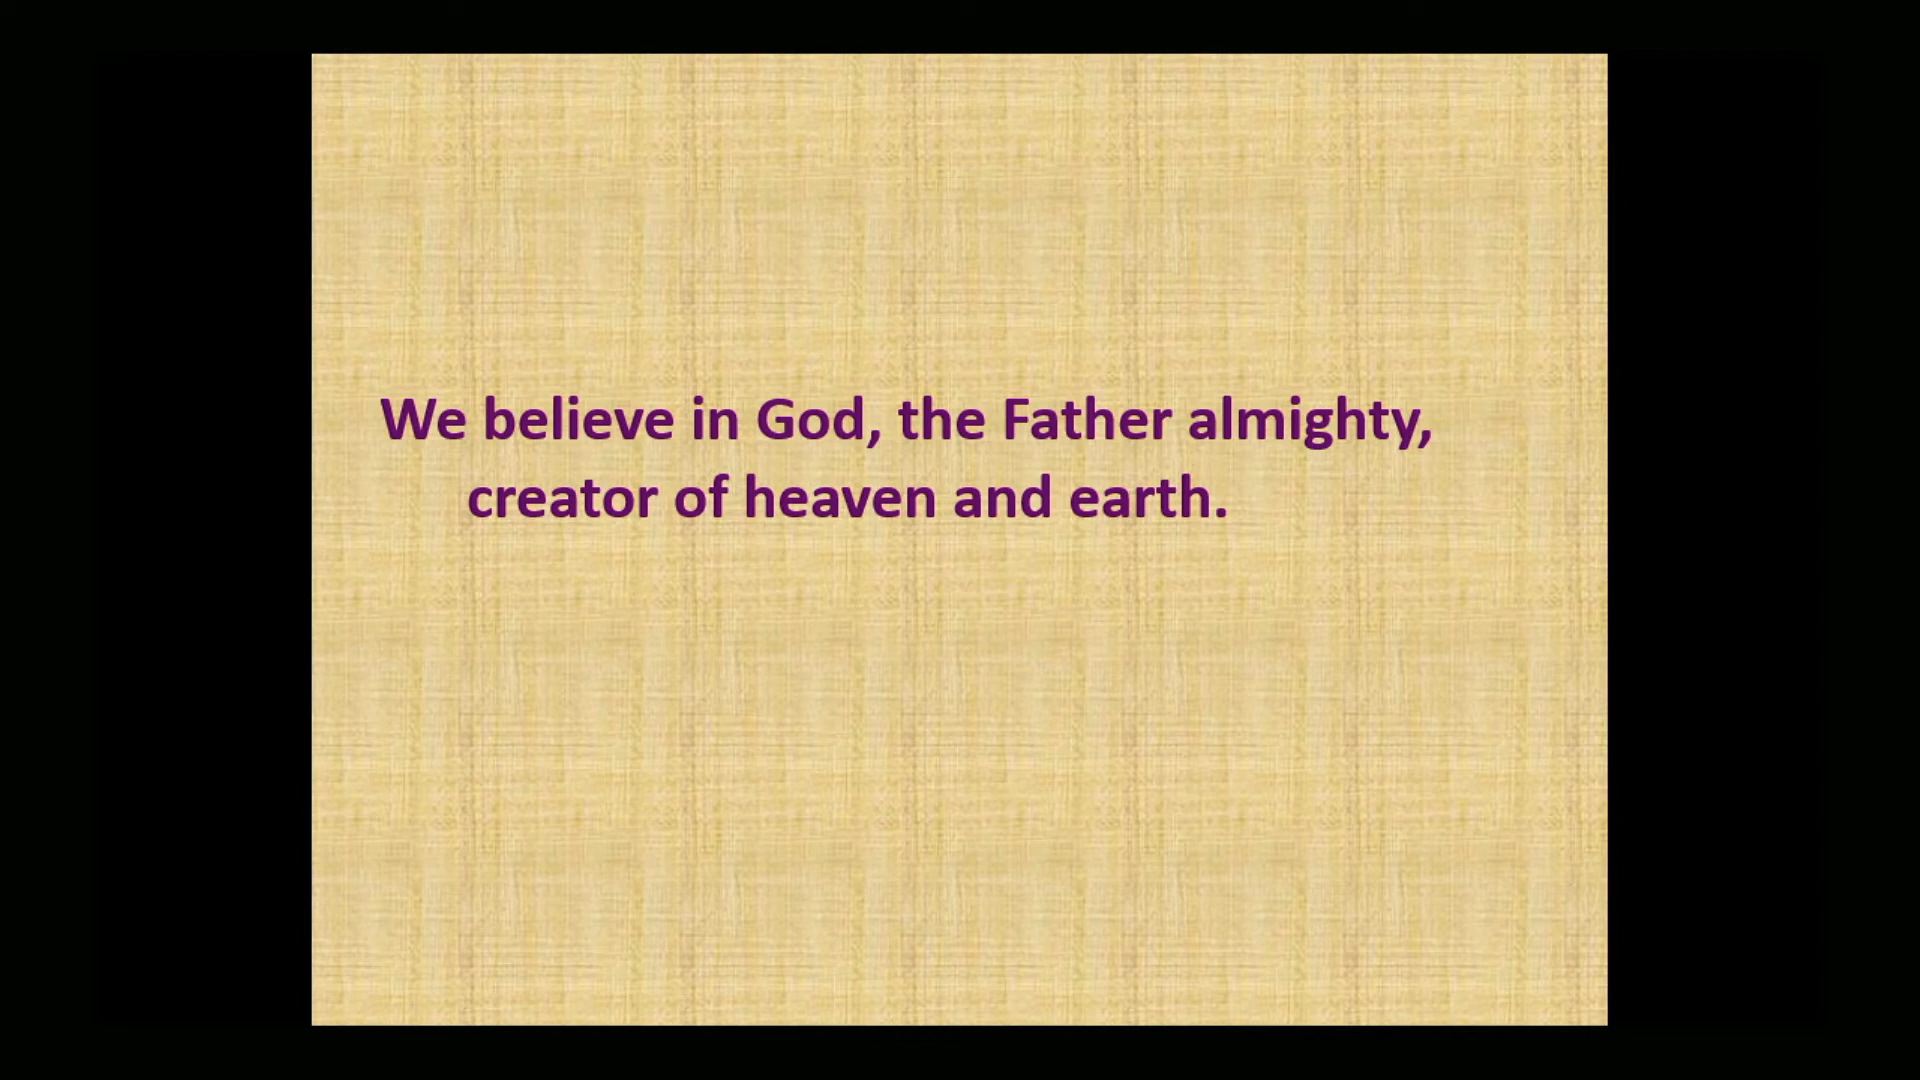 We believe in God, the Father almighty,
creator of heaven and earth.